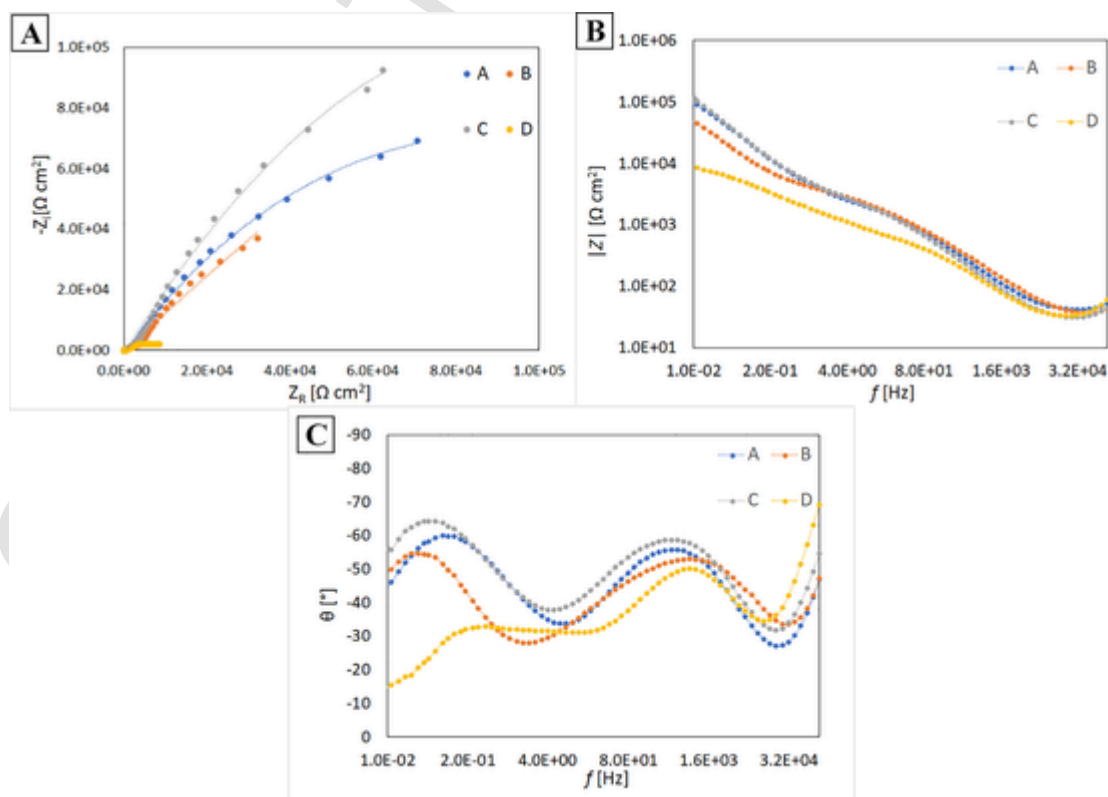 A
1.0E+05
8.0E+04
6.0E+04
4.0E+04
2.0E+04
0.0E+00
-Zᵢ[Ω cm²]
A B
C D
0.0E+00 2.0E+04 4.0E+04 6.0E+04 8.0E+04 1.0E+05
Z_R [Ω cm²]
B
1.0E+06
1.0E+05
1.0E+04
1.0E+03
1.0E+02
1.0E+01
|Z| [Ω cm²]
A B
C D
1.0E-02 2.0E-01 4.0E+00 8.0E+01 1.6E+03 3.2E+04
f [Hz]
C
-90
-80
-70
-60
-50
-40
-30
-20
-10
0
θ [°]
A B
C D
1.0E-02 2.0E-01 4.0E+00 8.0E+01 1.6E+03 3.2E+04
f [Hz]